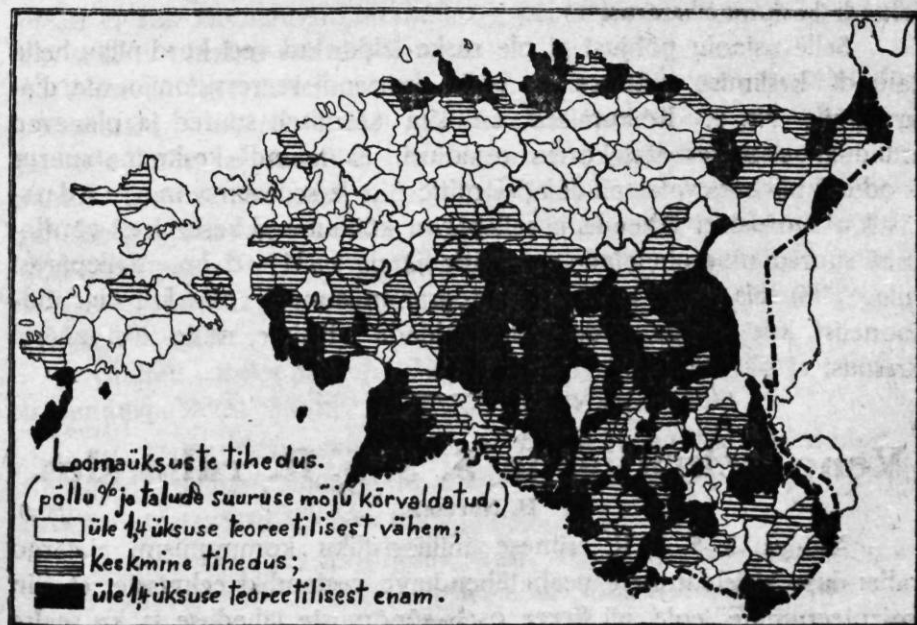 Loomaüksuste tihedus.
(põllu % ja talude suuruse mõju kõrvaldatud.)
üle 1,4 üksuse teoreetilisest vähem;
Keskmine tihedus;
üle 1,4 üksuse teoreetilisest enam.